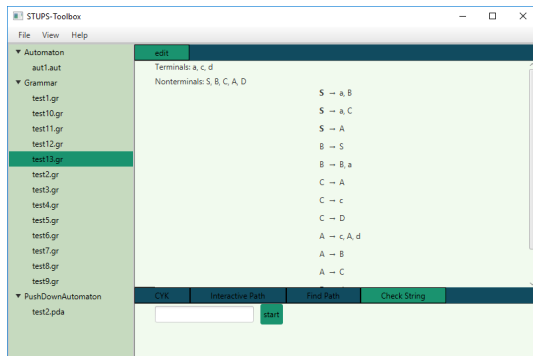 STUPS-Toolbox
File View Help
Automaton
aut1.aut
Grammar
test1.gr
test10.gr
test11.gr
test12.gr
test13.gr
test2.gr
test3.gr
test4.gr
test5.gr
test6.gr
test7.gr
test8.gr
test9.gr
PushDownAutomaton
test2.pda
edit
Terminals: a, c, d
Nonterminals: S, B, C, A, D
S → a, B
S → a, C
S → A
B → S
B → B, a
C → A
C → c
C → D
A → c, A, d
A → B
A → C
CYK Interactive Path Find Path Check String
start